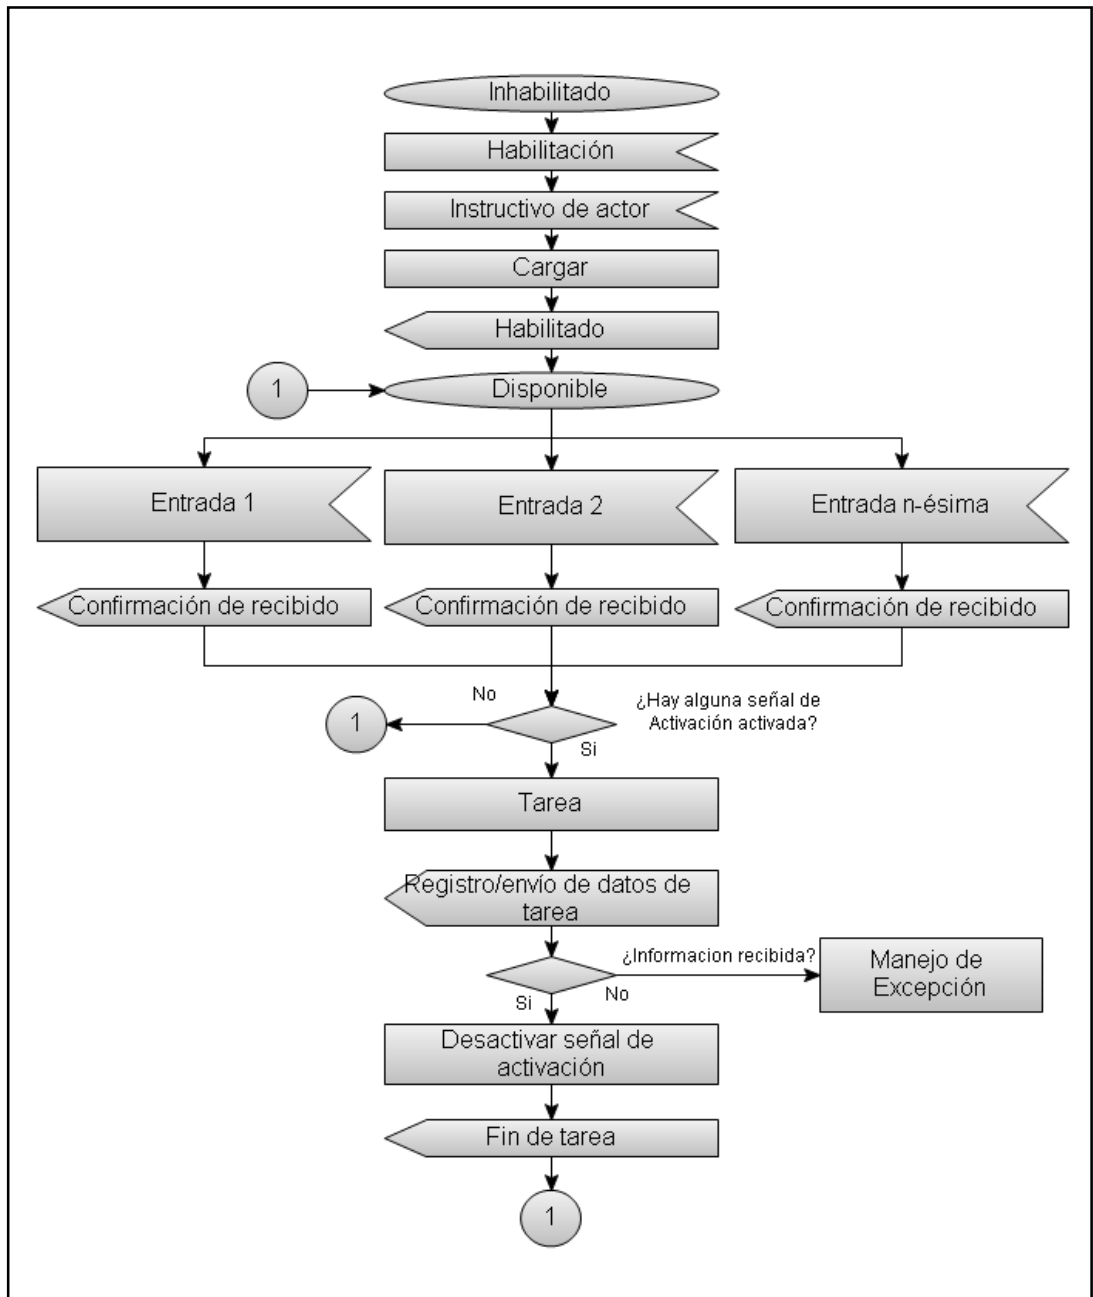 Inhabilitado
Habilitación
Instructivo de actor
Cargar
Habilitado
1
Disponible
Entrada 1
Entrada 2
Entrada n-ésima
Confirmación de recibido
Confirmación de recibido
Confirmación de recibido
No
¿Hay alguna señal de
Activación activada?
1
Si
Tarea
Registro/envío de datos de
tarea
¿Informacion recibida?
Manejo de
Excepción
No
Si
Desactivar señal de
activación
Fin de tarea
1